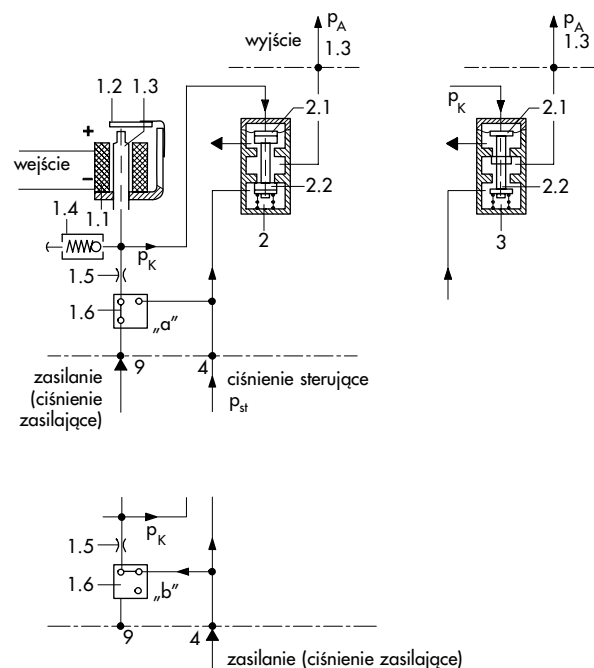 p_A
1.3
wyjście
p_A
1.3
1.2
1.3
2.1
p_K
2.1
+
wejście
–
2.2
2.2
1.1
1.4
2
3
p_K
1.5
1.6
„a”
9
4
zasilanie
(ciśnienie
zasilające)
ciśnienie sterujące
p_st
p_K
1.5
1.6
„b”
9
4
zasilanie (ciśnienie zasilające)